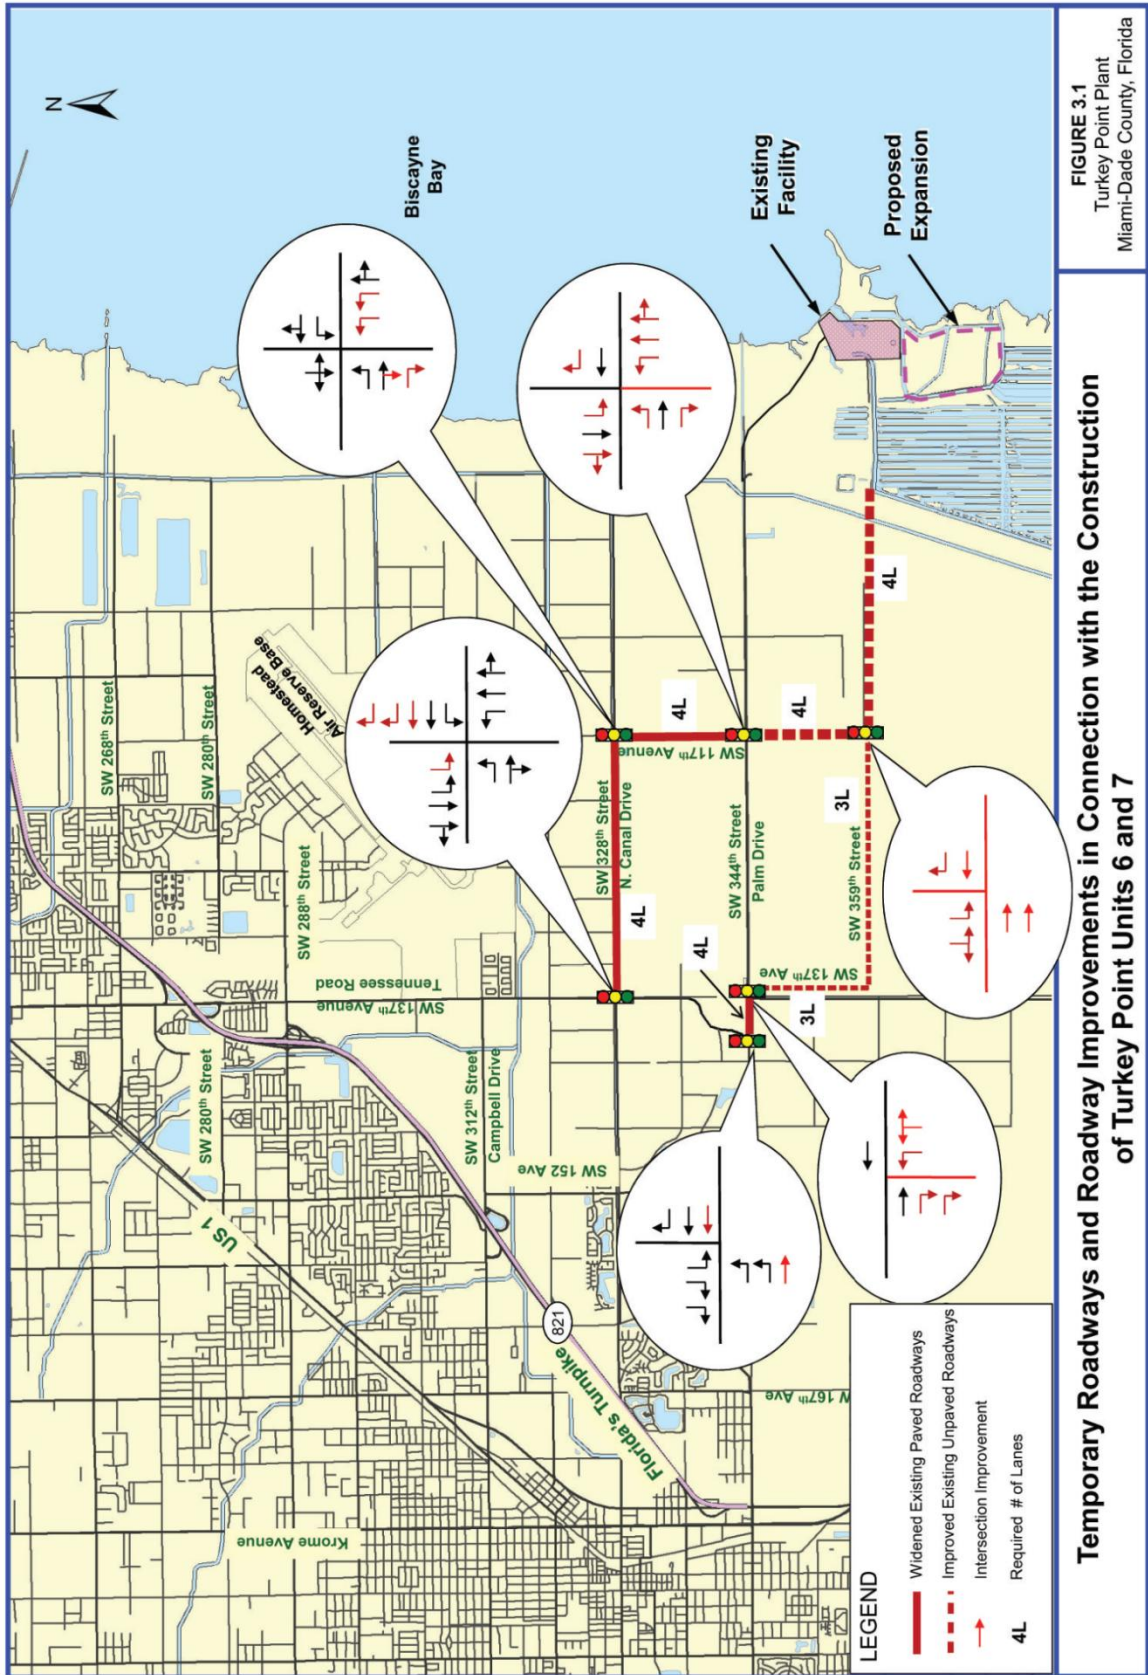 N
Biscayne
Bay
Existing
Facility
Proposed
Expansion
Homestead
Air Reserve Base
SW 268th Street
SW 280th Street
SW 288th Street
SW 137th Avenue
Tennessee Road
SW 328th Street
N. Canal Drive
SW 117th Avenue
SW 344th Street
Palm Drive
SW 359th Street
SW 137th Ave
4L
4L
4L
4L
4L
3L
3L
SW 280th Street
SW 312th Street
Campbell Drive
SW 152 Ave
US 1
821
Florida's Turnpike
W 167th Ave
Krome Avenue
LEGEND
Widened Existing Paved Roadways
Improved Existing Unpaved Roadways
Intersection Improvement
4L Required # of Lanes
Temporary Roadways and Roadway Improvements in Connection with the Construction
of Turkey Point Units 6 and 7
FIGURE 3.1
Turkey Point Plant
Miami-Dade County, Florida